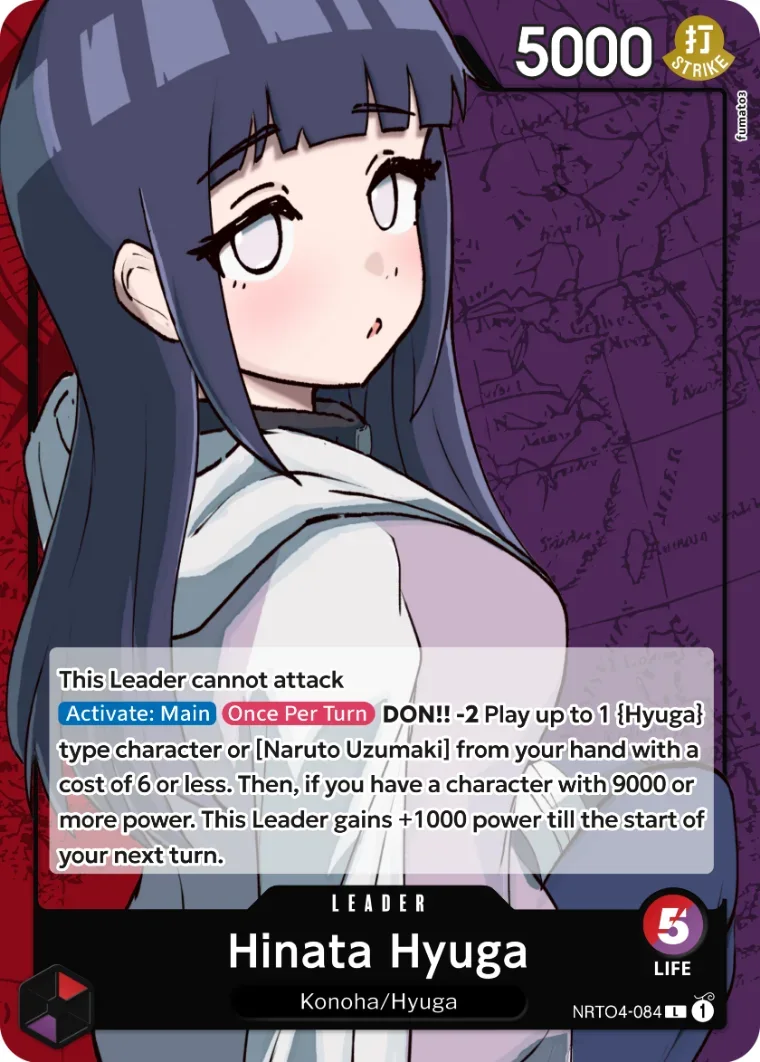 5000
打
STRIKE
fumato3
This Leader cannot attack
Activate: Main Once Per Turn DON!! -2 Play up to 1 {Hyuga}
type character or [Naruto Uzumaki] from your hand with a
cost of 6 or less. Then, if you have a character with 9000 or
more power. This Leader gains +1000 power till the start of
your next turn.
LEADER
Hinata Hyuga
5
LIFE
Konoha/Hyuga
NRTO4-084 L 1